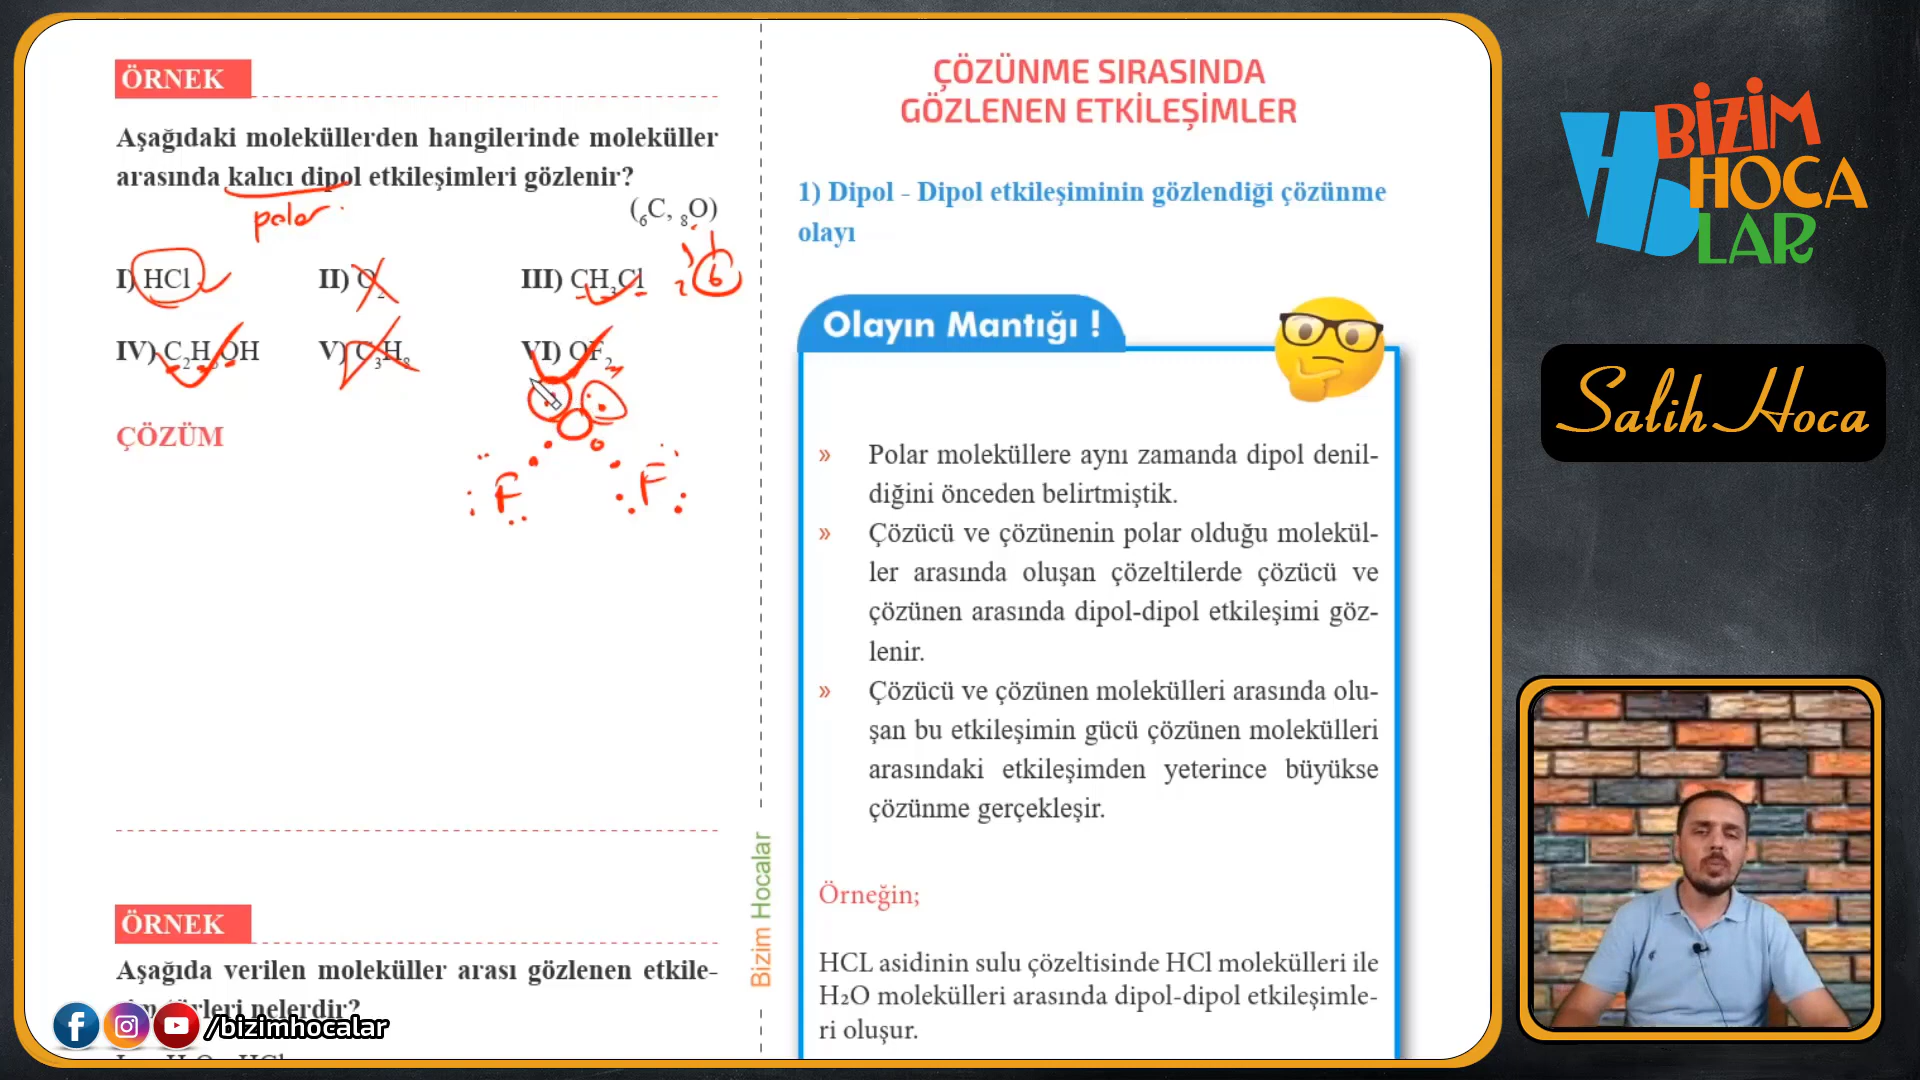 ÖRNEK
Aşağıdaki moleküllerden hangilerinde moleküller
arasında kalıcı dipol etkileşimleri gözlenir?
polar
(₆C, ₈O)
2) 6
I) HCl
II) O₂
III) CH₃Cl
IV) C₂H₅OH
V) C₃H₈
VI) OF₂
F F
ÇÖZÜM
ÖRNEK
Aşağıda verilen moleküller arası gözlenen etkile-
nelerdir?
/bizimhocalar
Bizim Hocalar
ÇÖZÜNME SIRASINDA
GÖZLENEN ETKİLEŞİMLER
1) Dipol - Dipol etkileşiminin gözlendiği çözünme
olayı
Olayın Mantığı !
» Polar moleküllere aynı zamanda dipol denil-
diğini önceden belirtmiştik.
» Çözücü ve çözünenin polar olduğu molekül-
ler arasında oluşan çözeltilerde çözücü ve
çözünen arasında dipol-dipol etkileşimi göz-
lenir.
» Çözücü ve çözünen molekülleri arasında olu-
şan bu etkileşimin gücü çözünen molekülleri
arasındaki etkileşimden yeterince büyükse
çözünme gerçekleşir.
Örneğin;
HCL asidinin sulu çözeltisinde HCl molekülleri ile
H₂O molekülleri arasında dipol-dipol etkileşimle-
ri oluşur.
BİZİM
HOCA
LAR
Salih Hoca